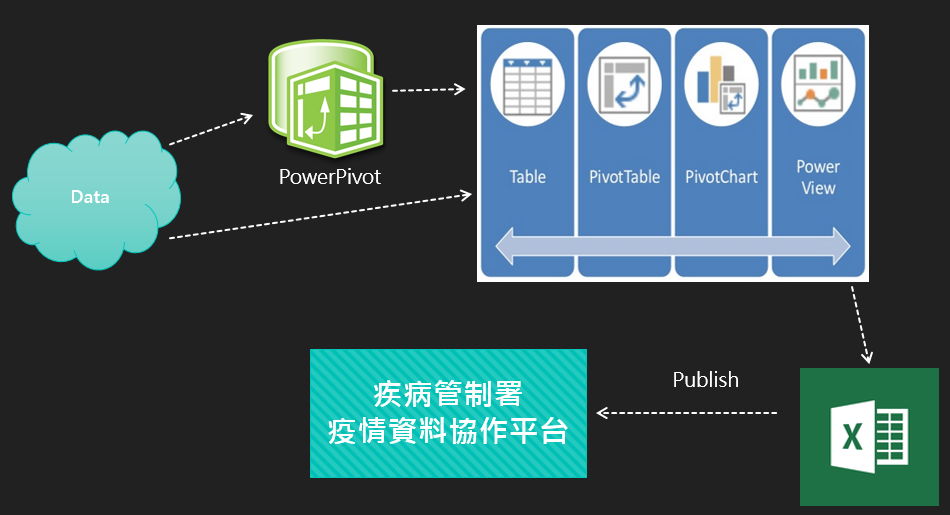 Data
PowerPivot
Table
PivotTable
PivotChart
Power
View
Publish
疾病管制署
疫情資料協作平台
X